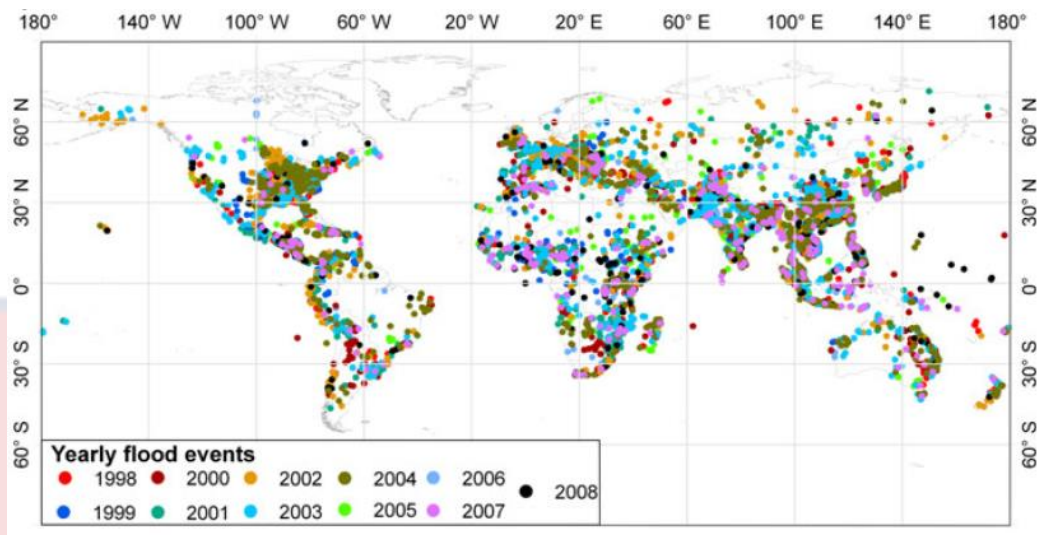 180° 140° W 100° W 60° W 20° W 20° E 60° E 100° E 140° E 180°
60° N 60° N
30° N 30° N
0° 0°
30° S 30° S
60° S 60° S
Yearly flood events
1998 2000 2002 2004 2006 2008
1999 2001 2003 2005 2007